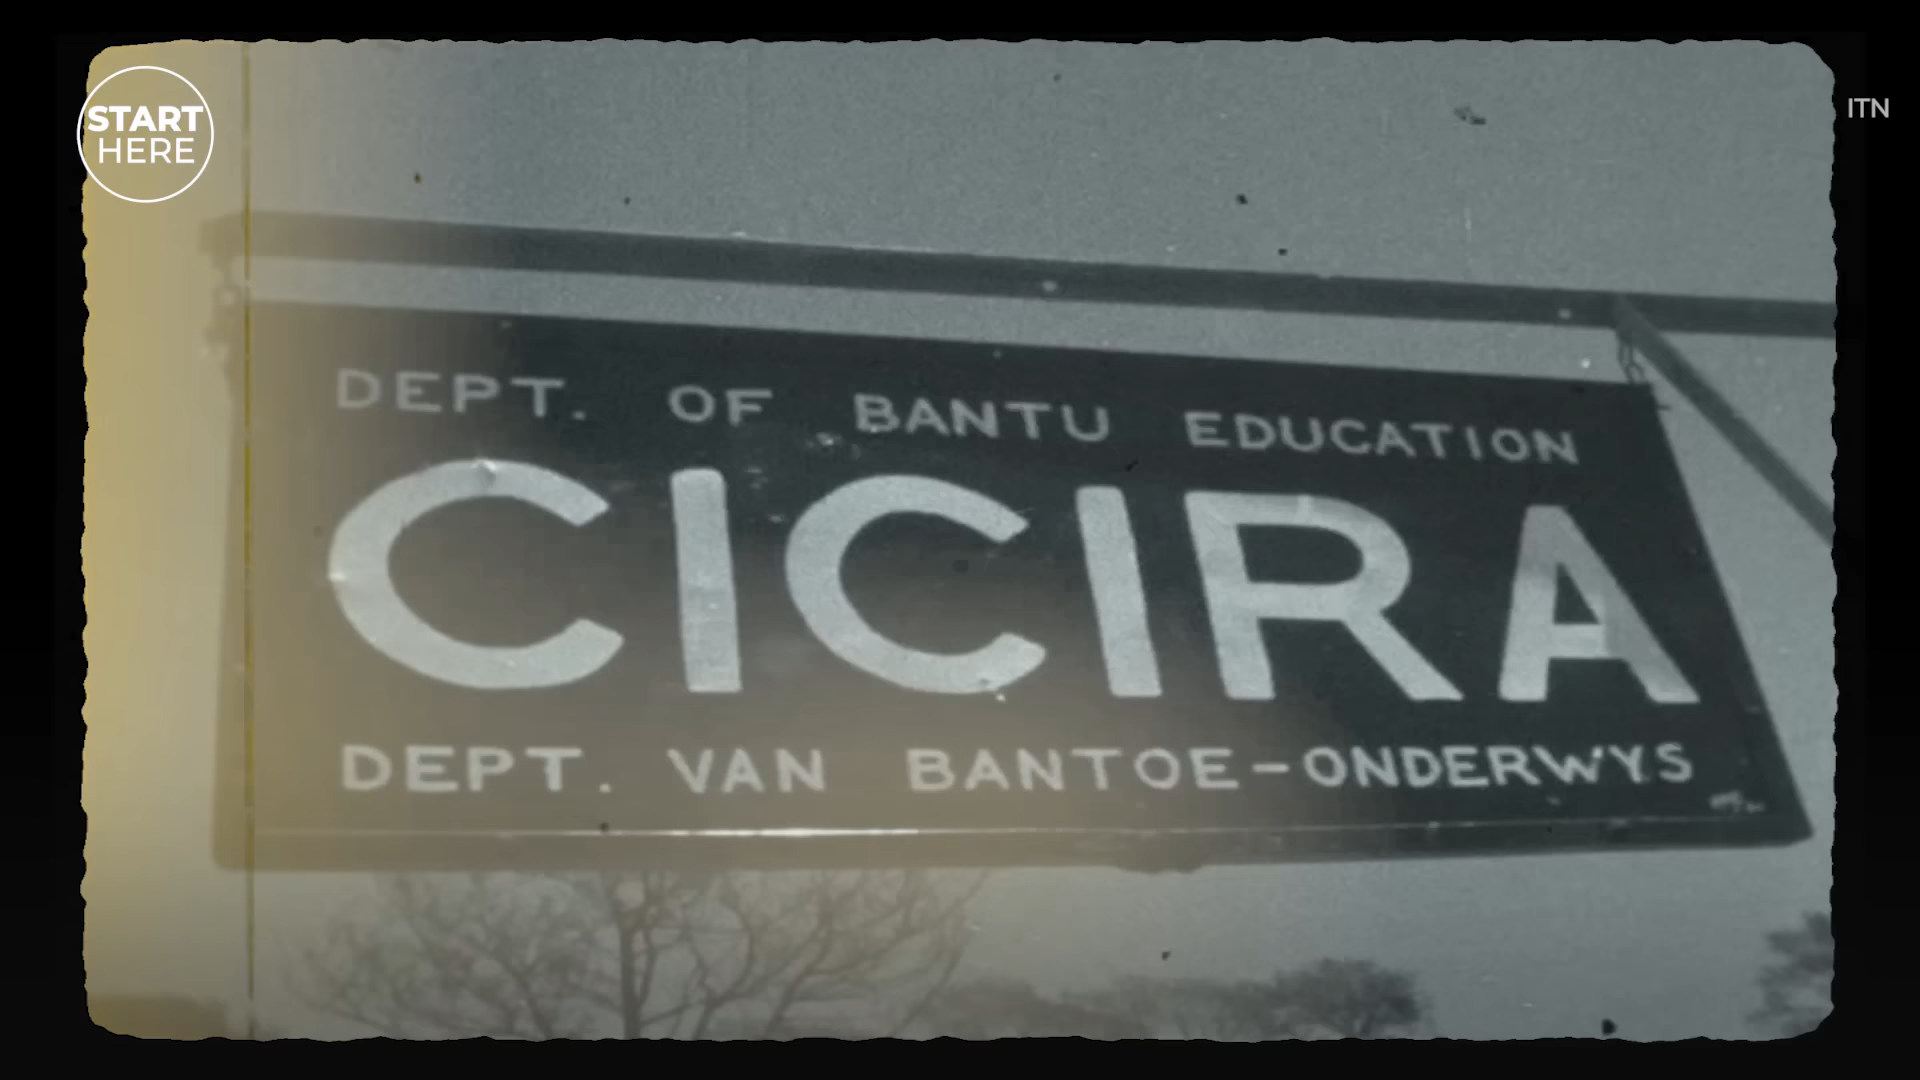 START
HERE
ITN
DEPT. OF BANTU EDUCATION
CICIRA
DEPT. VAN BANTOE-ONDERWYS